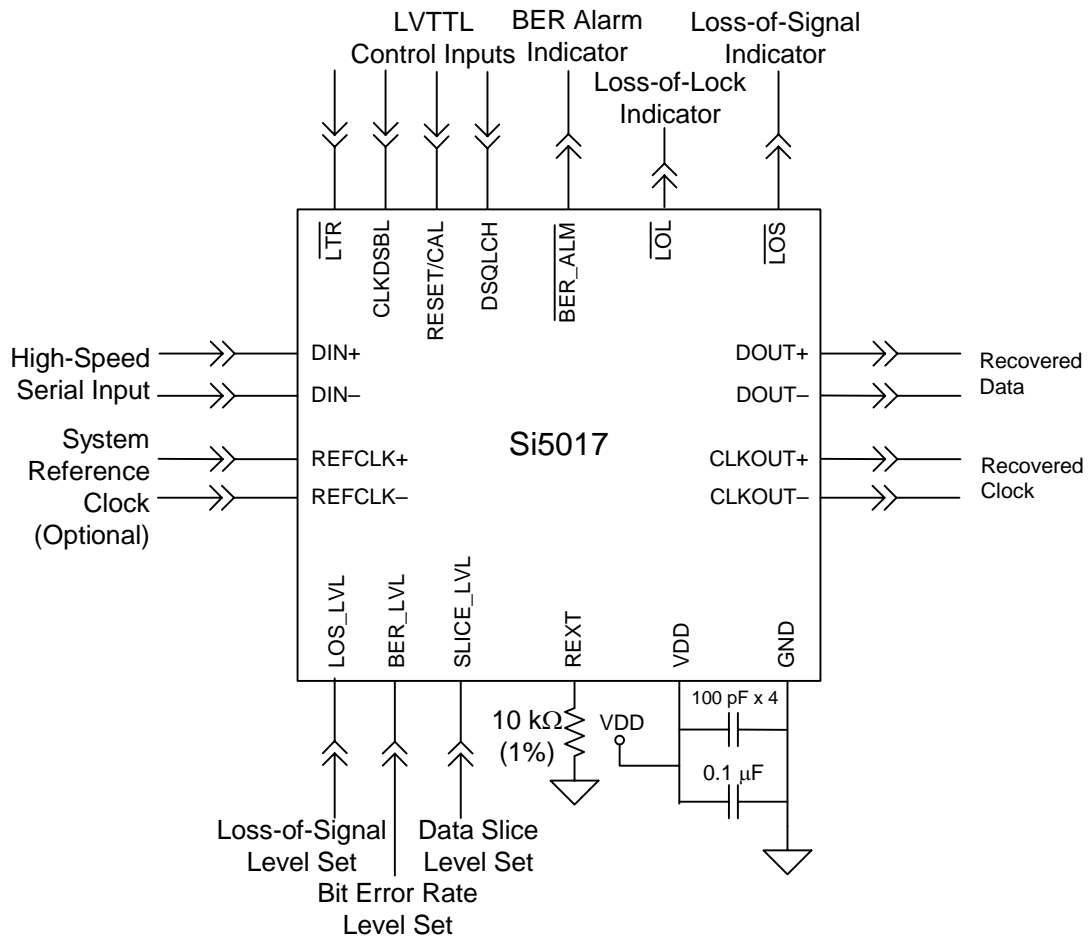 LVTTL
Control Inputs
BER Alarm
Indicator
Loss-of-Signal
Indicator
Loss-of-Lock
Indicator
LTR
CLKDSBL
RESET/CAL
DSQLCH
BER_ALM
LOL
LOS
High-Speed
Serial Input
DIN+
DIN–
DOUT+
DOUT–
Recovered
Data
System
Reference
Clock
(Optional)
REFCLK+
REFCLK–
Si5017
CLKOUT+
CLKOUT–
Recovered
Clock
LOS_LVL
BER_LVL
SLICE_LVL
REXT
VDD
GND
10 kΩ
(1%)
VDD
100 pF x 4
0.1 μF
Loss-of-Signal
Level Set
Data Slice
Level Set
Bit Error Rate
Level Set